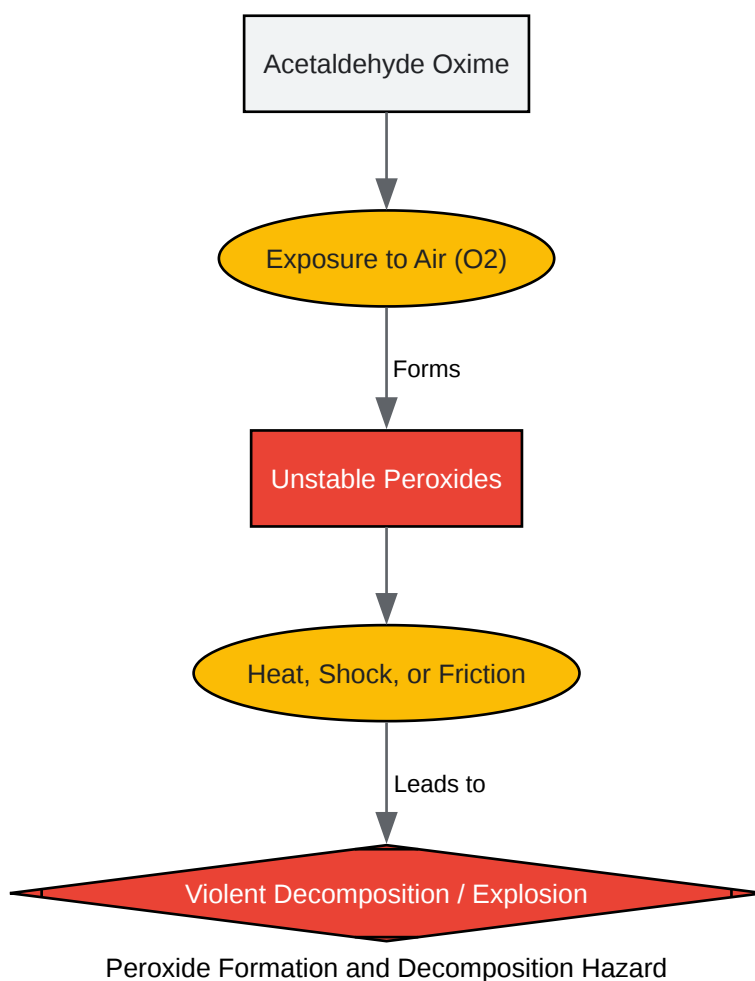 Acetaldehyde Oxime
Exposure to Air (O2)
Forms
Unstable Peroxides
Heat, Shock, or Friction
Leads to
Violent Decomposition / Explosion
Peroxide Formation and Decomposition Hazard